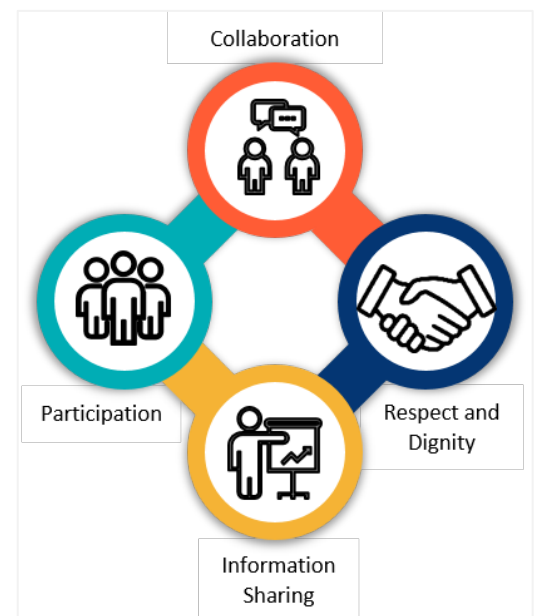 Collaboration
Participation
Respect and
Dignity
Information
Sharing